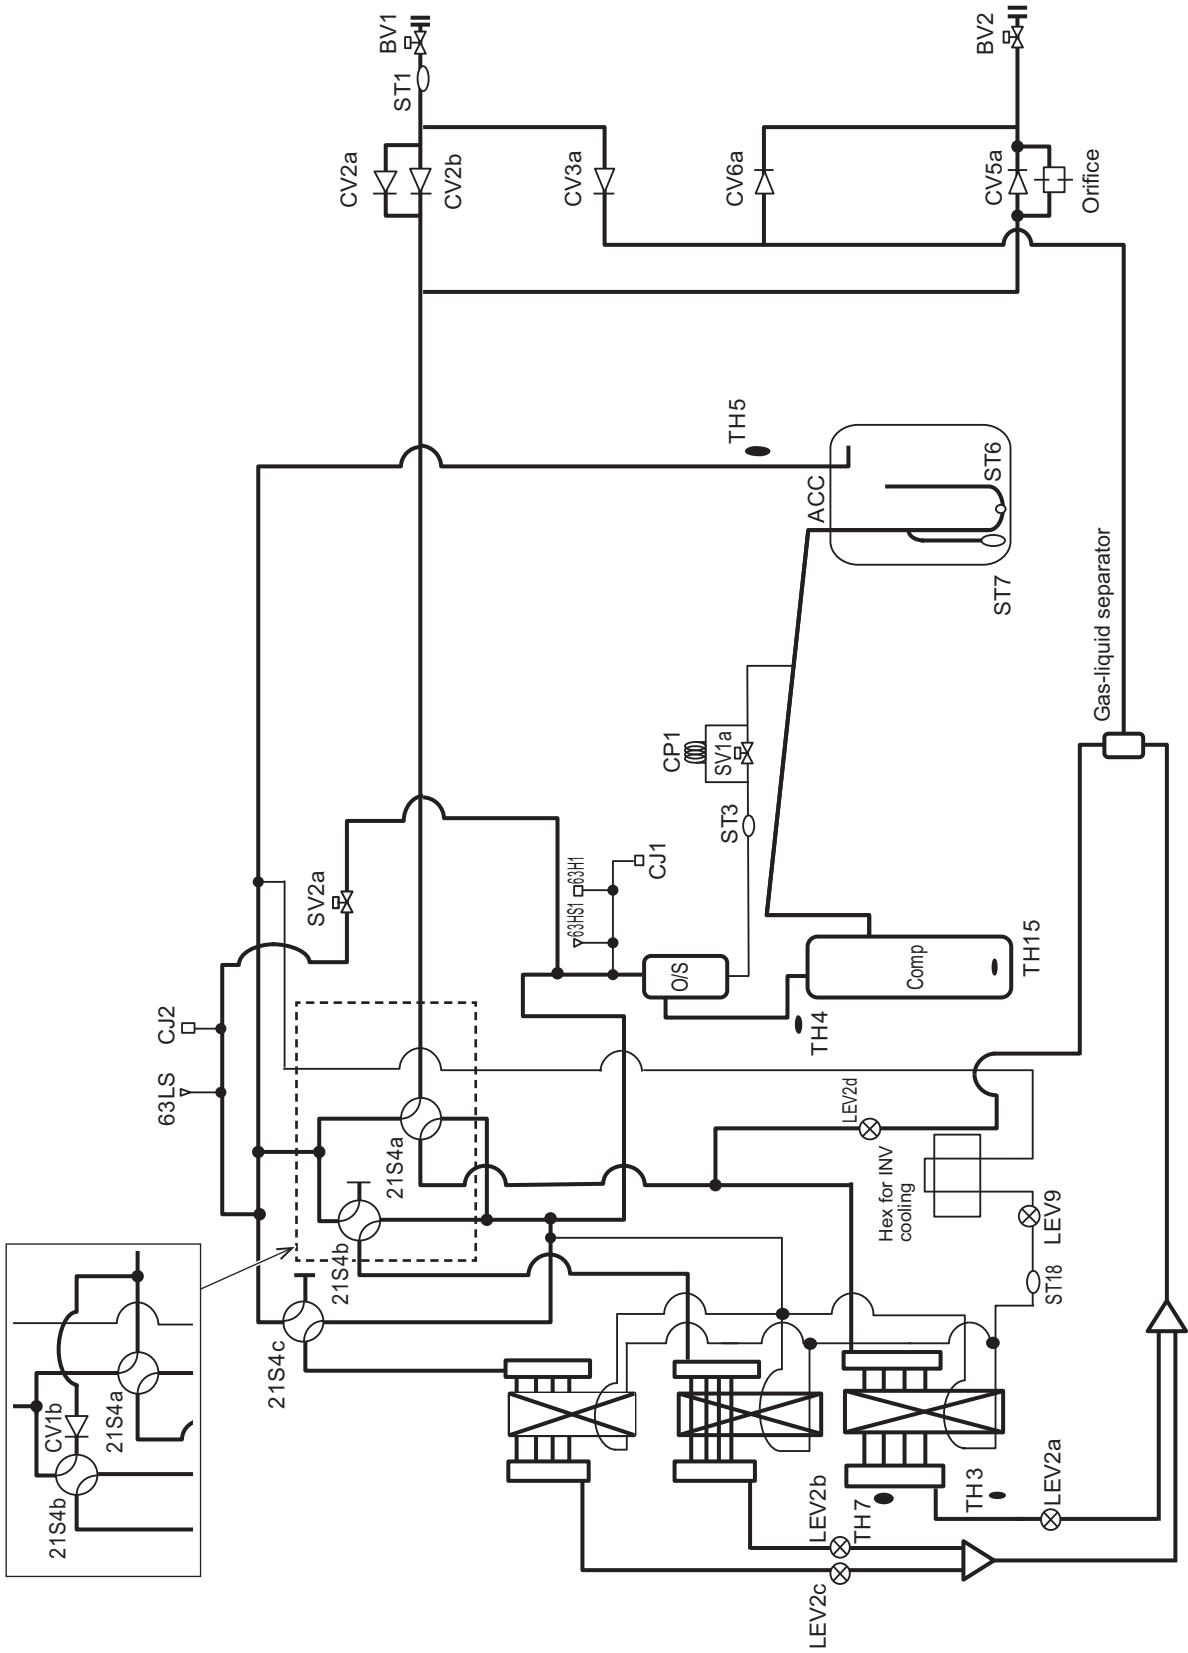 BV1
ST1
BV2
CV2a
CV2b
CV3a
CV6a
CV5a
Orifice
TH5
ACC
ST6
ST7
Gas-liquid separator
CP1
SV1a
ST3
SV2a
63HS1
63H1
CJ1
O/S
Comp
TH15
TH4
CJ2
63LS
21S4a
21S4b
21S4c
LEV2d
Hex for INV
cooling
LEV9
ST18
CV1b
21S4a
21S4b
TH7
TH3
LEV2a
LEV2b
LEV2c